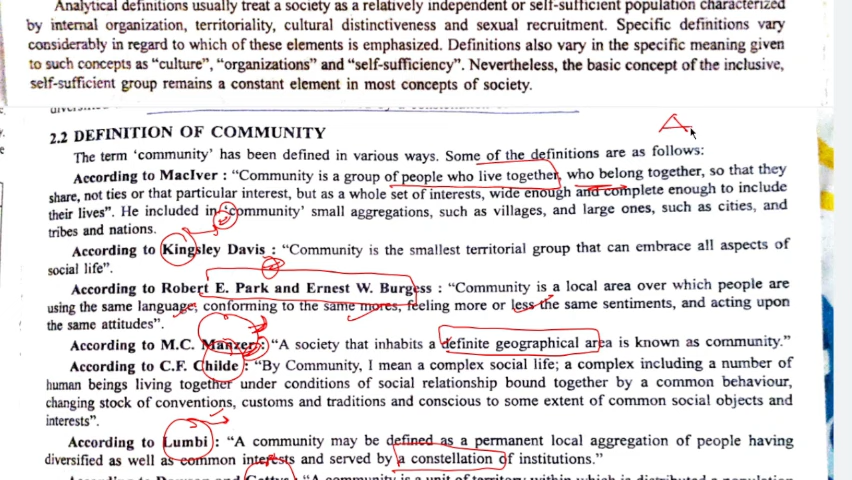 Analytical definitions usually treat a society as a relatively independent or self-sufficient population characterized
by internal organization, territoriality, cultural distinctiveness and sexual recruitment. Specific definitions vary
considerably in regard to which of these elements is emphasized. Definitions also vary in the specific meaning given
to such concepts as “culture”, “organizations” and “self-sufficiency”. Nevertheless, the basic concept of the inclusive,
self-sufficient group remains a constant element in most concepts of society.
2.2 DEFINITION OF COMMUNITY
The term ‘community’ has been defined in various ways. Some of the definitions are as follows:
According to MacIver : “Community is a group of people who live together, who belong together, so that they
share, not ties or that particular interest, but as a whole set of interests, wide enough and complete enough to include
their lives”. He included in ‘community’ small aggregations, such as villages, and large ones, such as cities, and
tribes and nations.
According to Kingsley Davis : “Community is the smallest territorial group that can embrace all aspects of
social life”.
According to Robert E. Park and Ernest W. Burgess : “Community is a local area over which people are
using the same language, conforming to the same mores, feeling more or less the same sentiments, and acting upon
the same attitudes”.
According to M.C. Manzer : “A society that inhabits a definite geographical area is known as community.”
According to C.F. Childe : “By Community, I mean a complex social life; a complex including a number of
human beings living together under conditions of social relationship bound together by a common behaviour,
changing stock of conventions, customs and traditions and conscious to some extent of common social objects and
interests”.
According to Lumbi : “A community may be defined as a permanent local aggregation of people having
diversified as well as common interests and served by a constellation of institutions.”